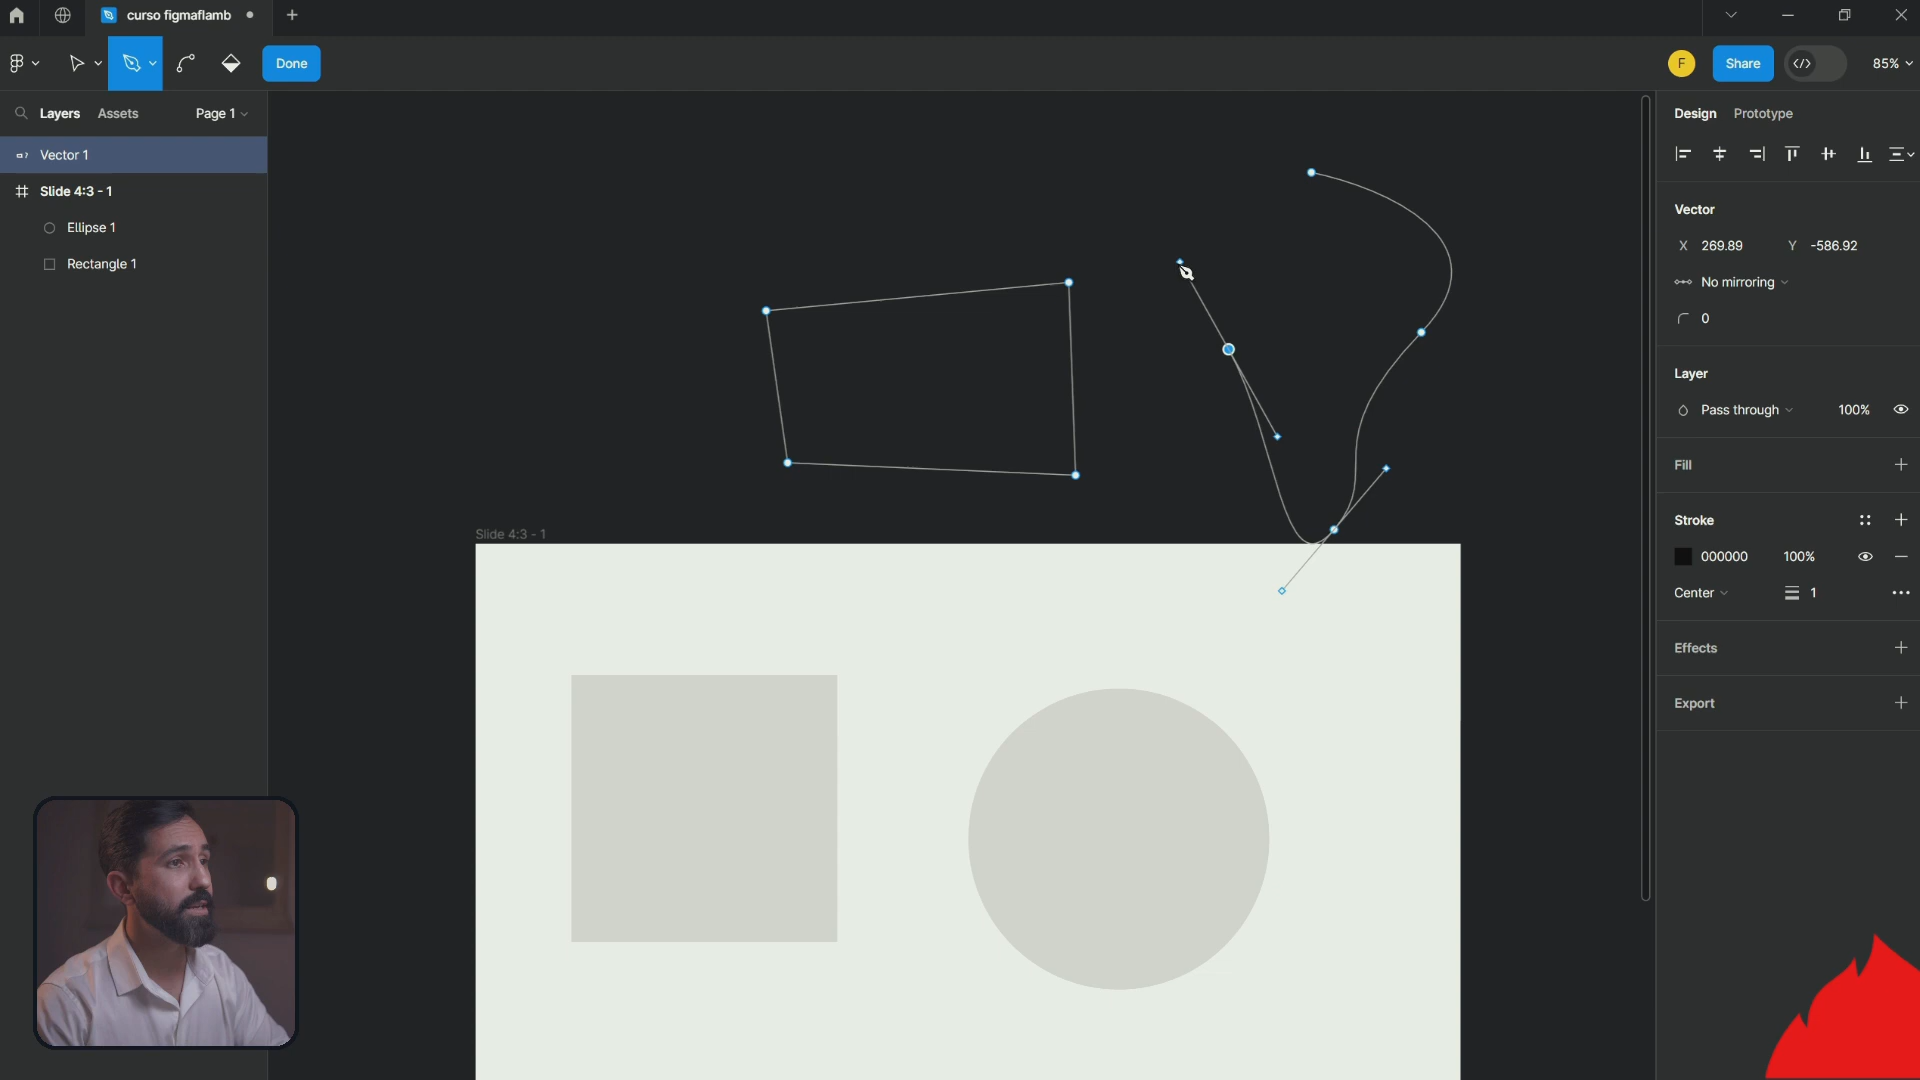 curso figmaflamb
Done
F
Share
85%
Layers
Assets
Page 1
Vector 1
Slide 4:3 - 1
Ellipse 1
Rectangle 1
Slide 4:3 - 1
Design
Prototype
Vector
X 269.89 Y -586.92
No mirroring
0
Layer
Pass through 100%
Fill
Stroke
000000 100%
Center 1
Effects
Export